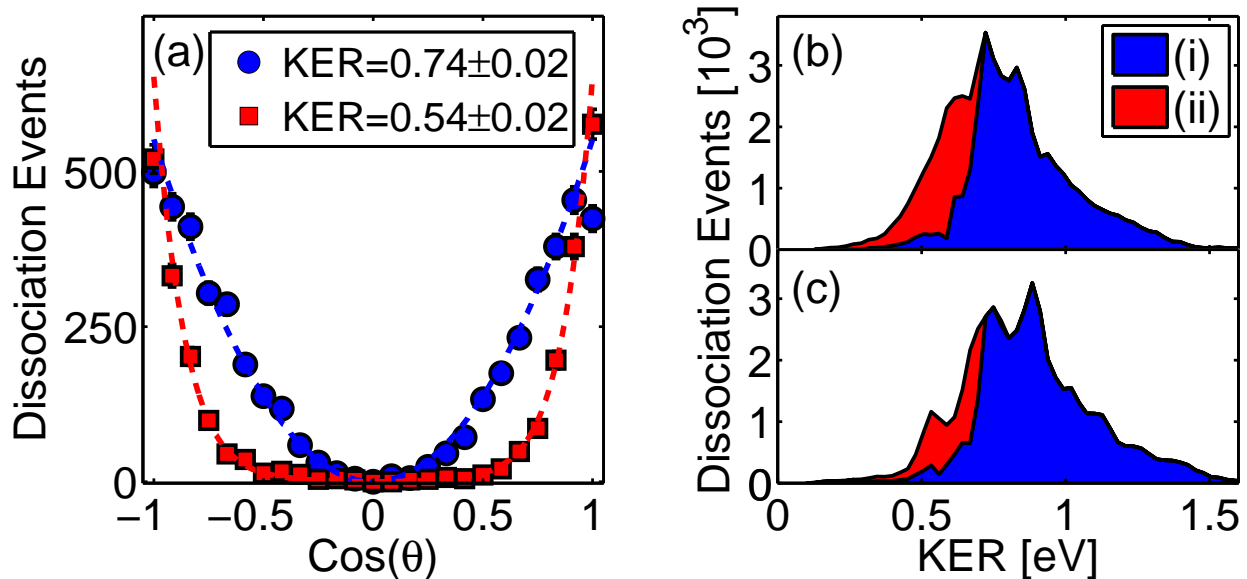 (a)
KER=0.74±0.02
KER=0.54±0.02
Dissociation Events
500
250
0
−1
−0.5
0
0.5
1
Cos(θ)
(b)
(i)
(ii)
Dissociation Events [10³]
3
2
1
0
(c)
3
2
1
0
0
0.5
1
1.5
KER [eV]